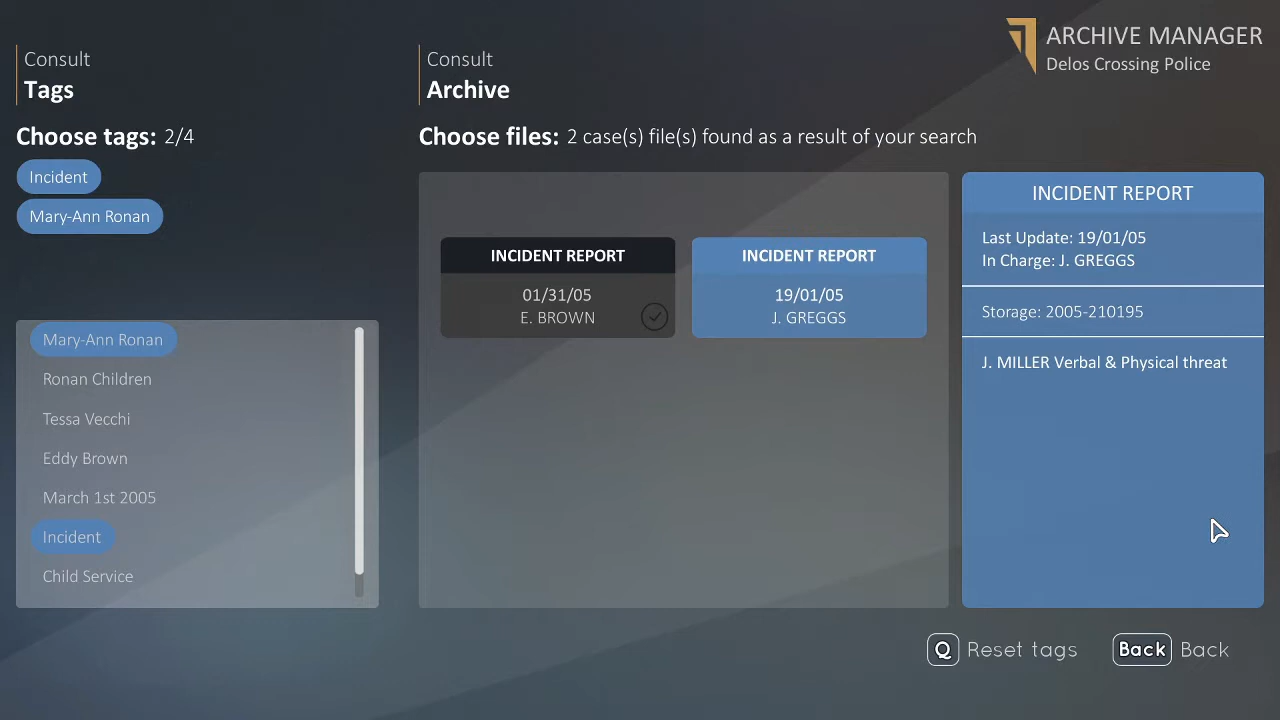 Consult
Tags
Choose tags: 2/4
Incident
Mary-Ann Ronan
Mary-Ann Ronan
Ronan Children
Tessa Vecchi
Eddy Brown
March 1st 2005
Incident
Child Service
Consult
Archive
Choose files: 2 case(s) file(s) found as a result of your search
INCIDENT REPORT
01/31/05
E. BROWN
INCIDENT REPORT
19/01/05
J. GREGGS
ARCHIVE MANAGER
Delos Crossing Police
INCIDENT REPORT
Last Update: 19/01/05
In Charge: J. GREGGS
Storage: 2005-210195
J. MILLER Verbal & Physical threat
Q Reset tags
Back Back